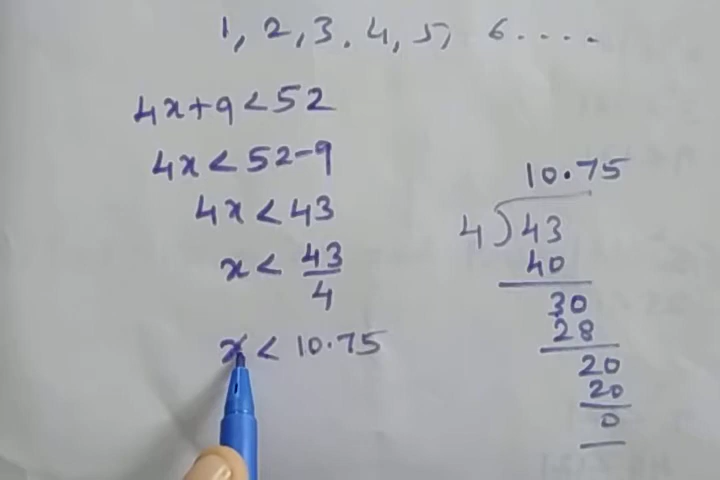 1, 2, 3, 4, 5, 6....
4x+9<52
4x<52-9
4x<43
x<43/4
x<10.75
10.75
4)43
40
30
28
20
20
0